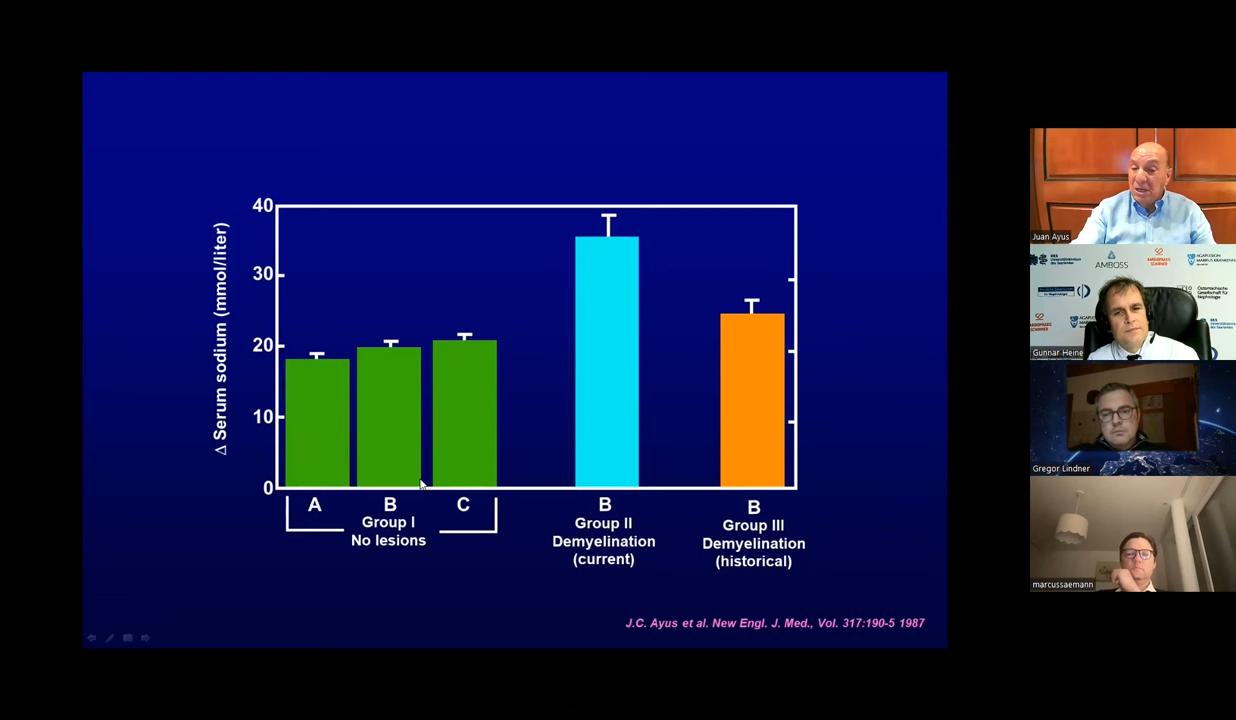 40
30
20
10
0
Δ Serum sodium (mmol/liter)
A
B
C
Group I
No lesions
B
Group II
Demyelination
(current)
B
Group III
Demyelination
(historical)
J.C. Ayus et al. New Engl. J. Med., Vol. 317:190-5 1987
Juan Ayus
AMBOSS
Gunnar Heine
Gregor Lindner
marcussaemann